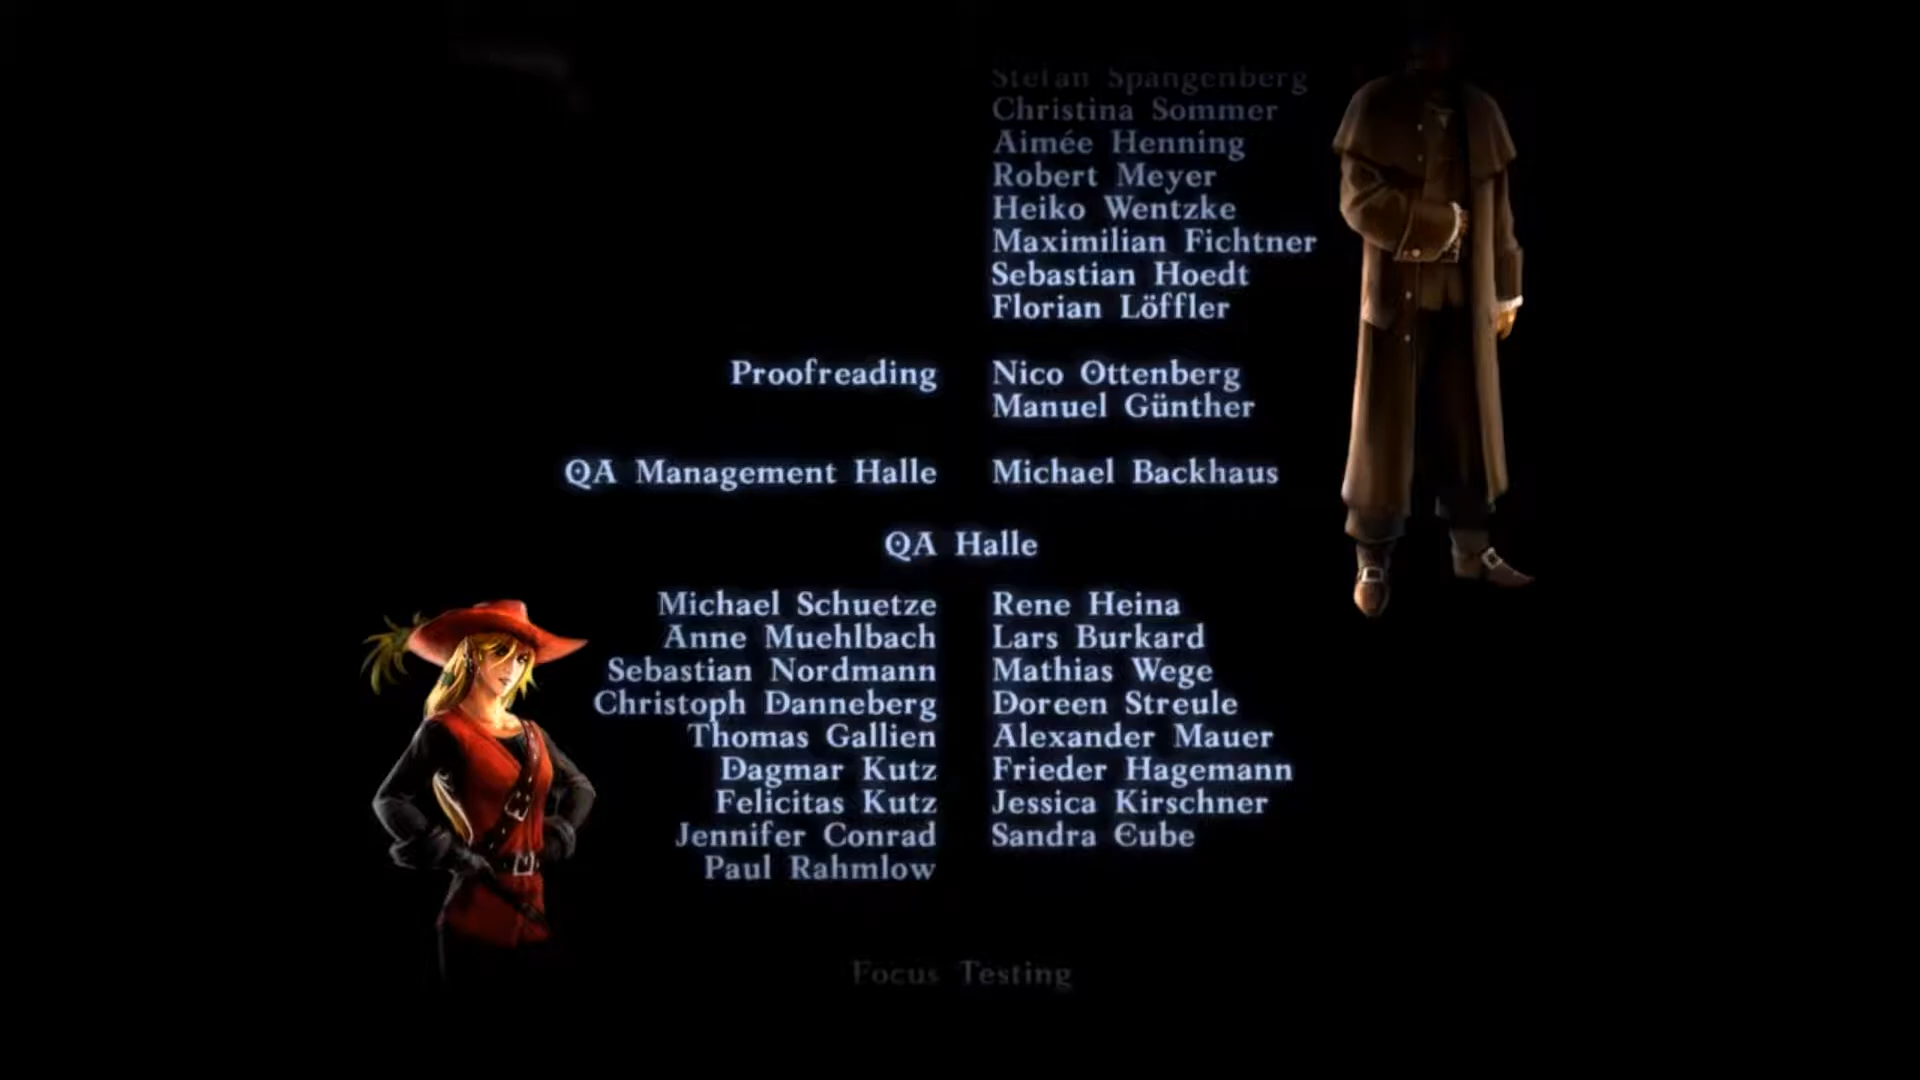 Stefan Spangenberg
Christina Sommer
Aimée Henning
Robert Meyer
Heiko Wentzke
Maximilian Fichtner
Sebastian Hoedt
Florian Löffler
Proofreading Nico Ottenberg
Manuel Günther
QA Management Halle Michael Backhaus
QA Halle
Michael Schuetze Rene Heina
Anne Muehlbach Lars Burkard
Sebastian Nordmann Mathias Wege
Christoph Danneberg Doreen Streule
Thomas Gallien Alexander Mauer
Dagmar Kutz Frieder Hagemann
Felicitas Kutz Jessica Kirschner
Jennifer Conrad Sandra Eube
Paul Rahmlow
Focus Testing